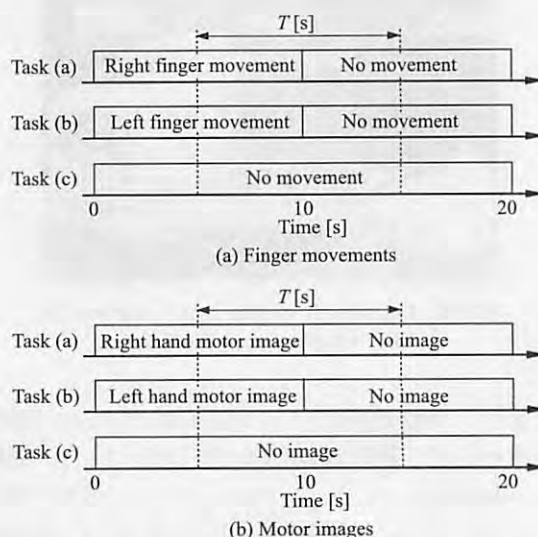 T [s]
Task (a) Right finger movement No movement
Task (b) Left finger movement No movement
Task (c) No movement
0 10 20
Time [s]
(a) Finger movements
T [s]
Task (a) Right hand motor image No image
Task (b) Left hand motor image No image
Task (c) No image
0 10 20
Time [s]
(b) Motor images